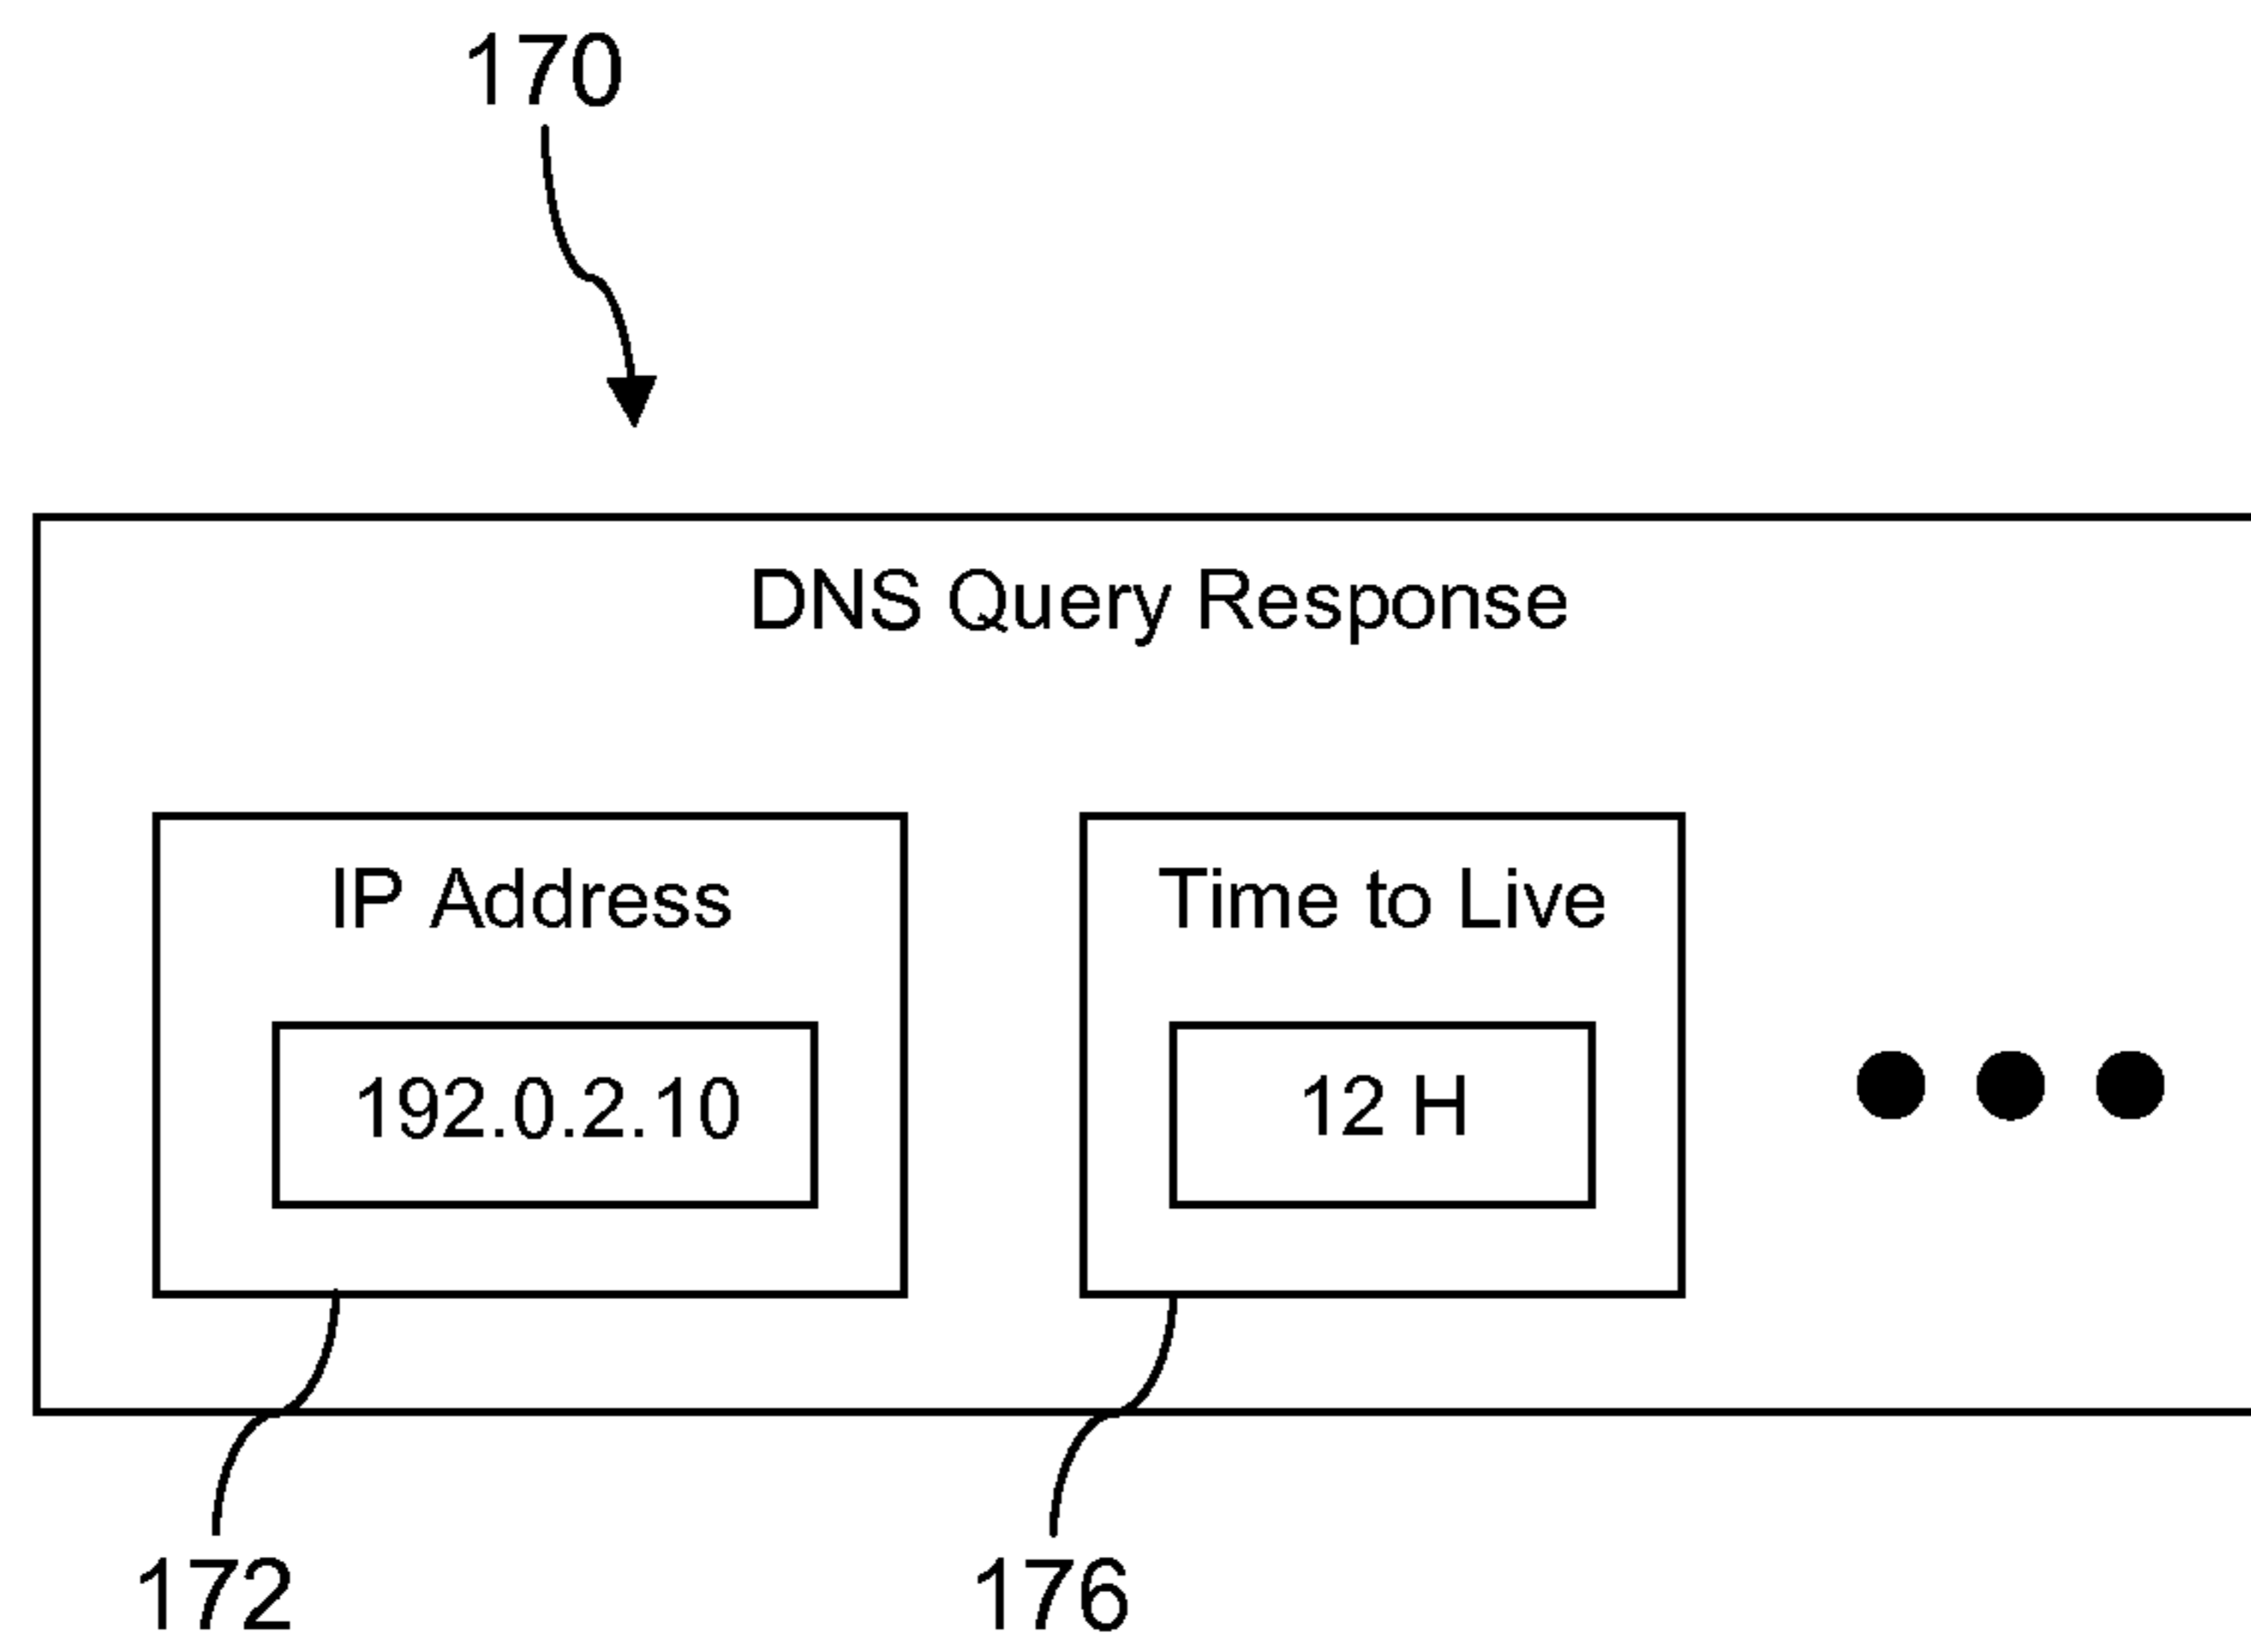 170
DNS Query Response
IP Address
Time to Live
192.0.2.10
12 H
172
176